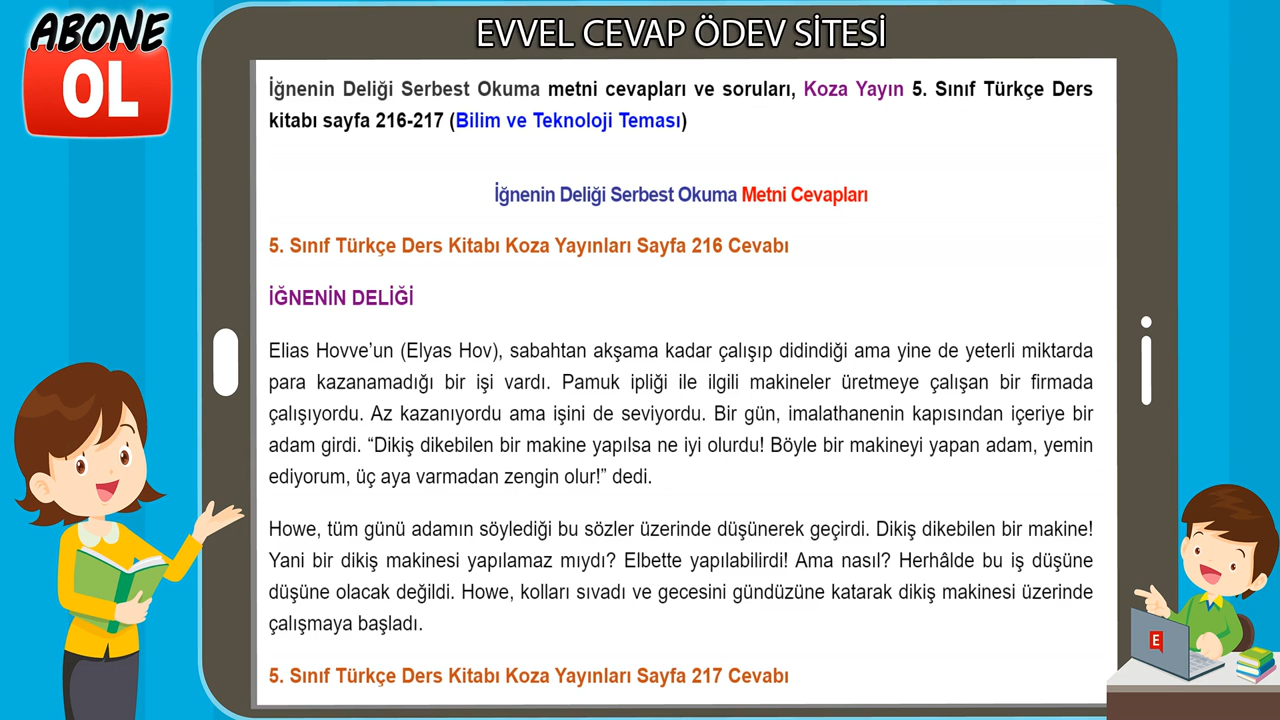 ABONE
OL
EVVEL CEVAP ÖDEV SİTESİ
İğnenin Deliği Serbest Okuma metni cevapları ve soruları, Koza Yayın 5. Sınıf Türkçe Ders
kitabı sayfa 216-217 (Bilim ve Teknoloji Teması)
İğnenin Deliği Serbest Okuma Metni Cevapları
5. Sınıf Türkçe Ders Kitabı Koza Yayınları Sayfa 216 Cevabı
İĞNENİN DELİĞİ
Elias Hovve’un (Elyas Hov), sabahtan akşama kadar çalışıp didindiği ama yine de yeterli miktarda
para kazanamadığı bir işi vardı. Pamuk ipliği ile ilgili makineler üretmeye çalışan bir firmada
çalışıyordu. Az kazanıyordu ama işini de seviyordu. Bir gün, imalathanenin kapısından içeriye bir
adam girdi. “Dikiş dikebilen bir makine yapılsa ne iyi olurdu! Böyle bir makineyi yapan adam, yemin
ediyorum, üç aya varmadan zengin olur!” dedi.
Howe, tüm günü adamın söylediği bu sözler üzerinde düşünerek geçirdi. Dikiş dikebilen bir makine!
Yani bir dikiş makinesi yapılamaz mıydı? Elbette yapılabilirdi! Ama nasıl? Herhâlde bu iş düşüne
düşüne olacak değildi. Howe, kolları sıvadı ve gecesini gündüzüne katarak dikiş makinesi üzerinde
çalışmaya başladı.
5. Sınıf Türkçe Ders Kitabı Koza Yayınları Sayfa 217 Cevabı
E